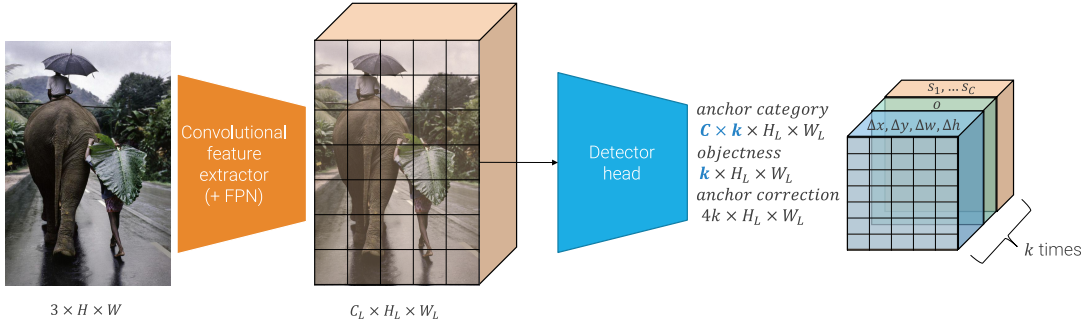 3 × H × W
Convolutional
feature
extractor
(+ FPN)
C_L × H_L × W_L
Detector
head
anchor category
C × k × H_L × W_L
objectness
k × H_L × W_L
anchor correction
4k × H_L × W_L
s_1, … s_C
o
Δx, Δy, Δw, Δh
k times